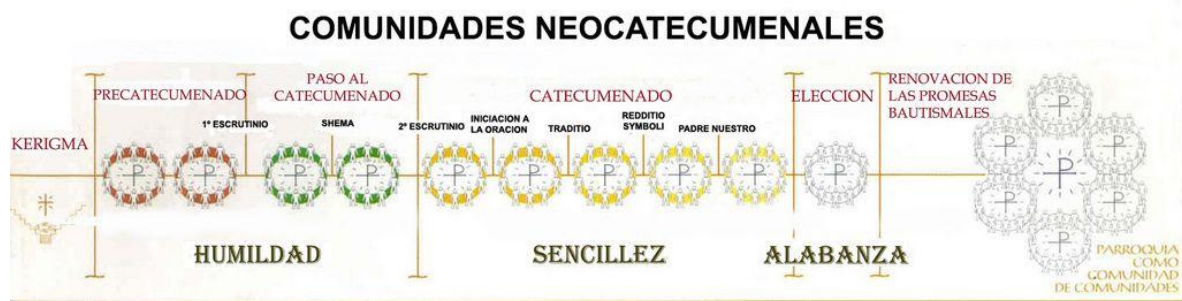 COMUNIDADES NEOCATECUMENALES
KERIGMA
PRECATECUMENADO
1º ESCRUTINIO
PASO AL
CATECUMENADO
SHEMA
2º ESCRUTINIO
CATECUMENADO
INICIACION A
LA ORACION
TRADITIO
REDDITIO
SYMBOLI
PADRE NUESTRO
ELECCION
RENOVACION DE
LAS PROMESAS
BAUTISMALES
HUMILDAD
SENCILLEZ
ALABANZA
PARROQUIA
COMO
COMUNIDAD
DE COMUNIDADES